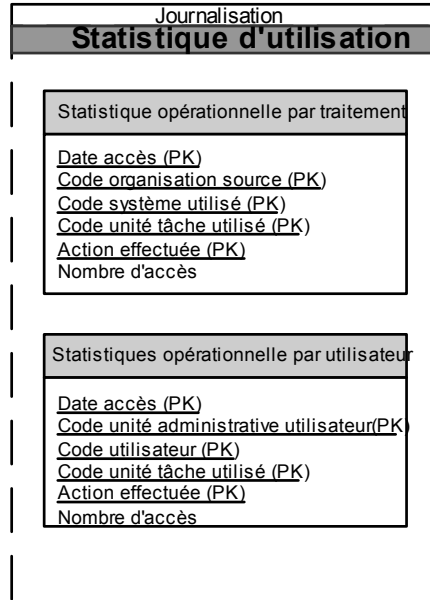 Journalisation
Statistique d'utilisation
Statistique opérationnelle par traitement
Date accès (PK)
Code organisation source (PK)
Code système utilisé (PK)
Code unité tâche utilisé (PK)
Action effectuée (PK)
Nombre d'accès
Statistiques opérationnelle par utilisateur
Date accès (PK)
Code unité administrative utilisateur(PK)
Code utilisateur (PK)
Code unité tâche utilisé (PK)
Action effectuée (PK)
Nombre d'accès